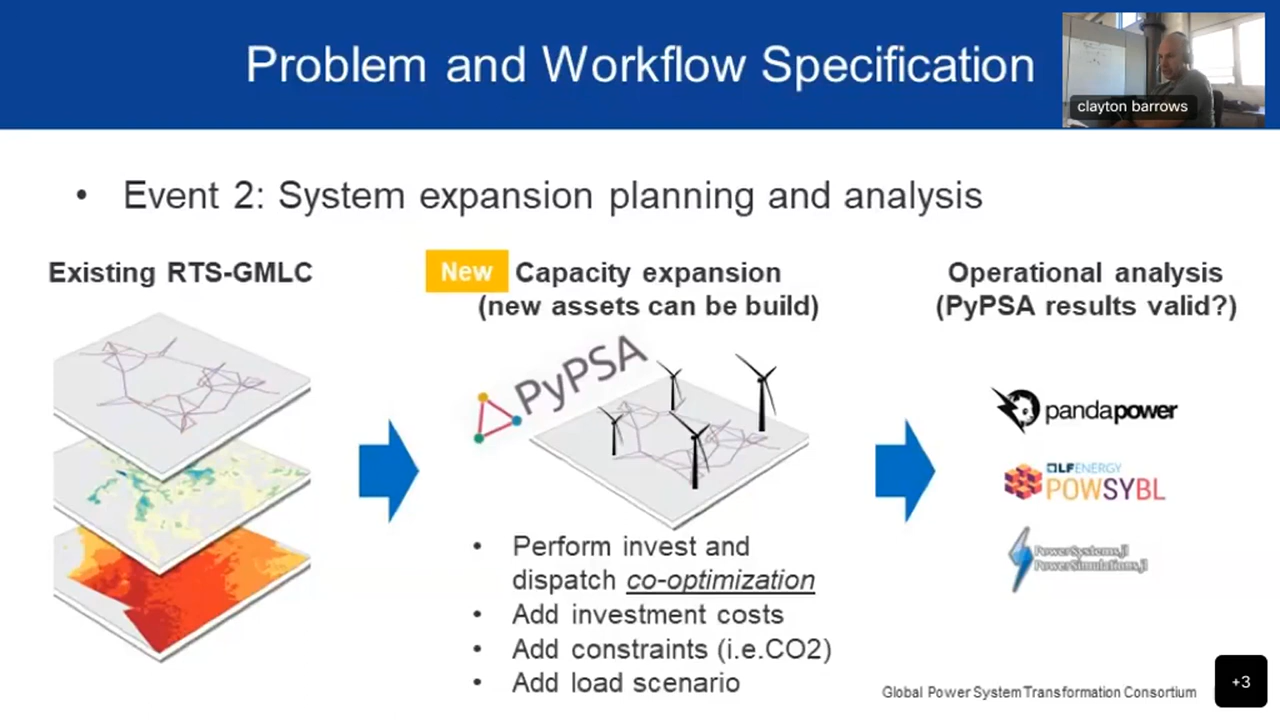 Problem and Workflow Specification
clayton barrows
• Event 2: System expansion planning and analysis
Existing RTS-GMLC
New
Capacity expansion
(new assets can be build)
Operational analysis
(PyPSA results valid?)
PyPSA
pandapower
LFENERGY
POWSYBL
PowerSystems.jl
PowerSimulations.jl
• Perform invest and
dispatch co-optimization
• Add investment costs
• Add constraints (i.e.CO2)
• Add load scenario
Global Power System Transformation Consortium
+3